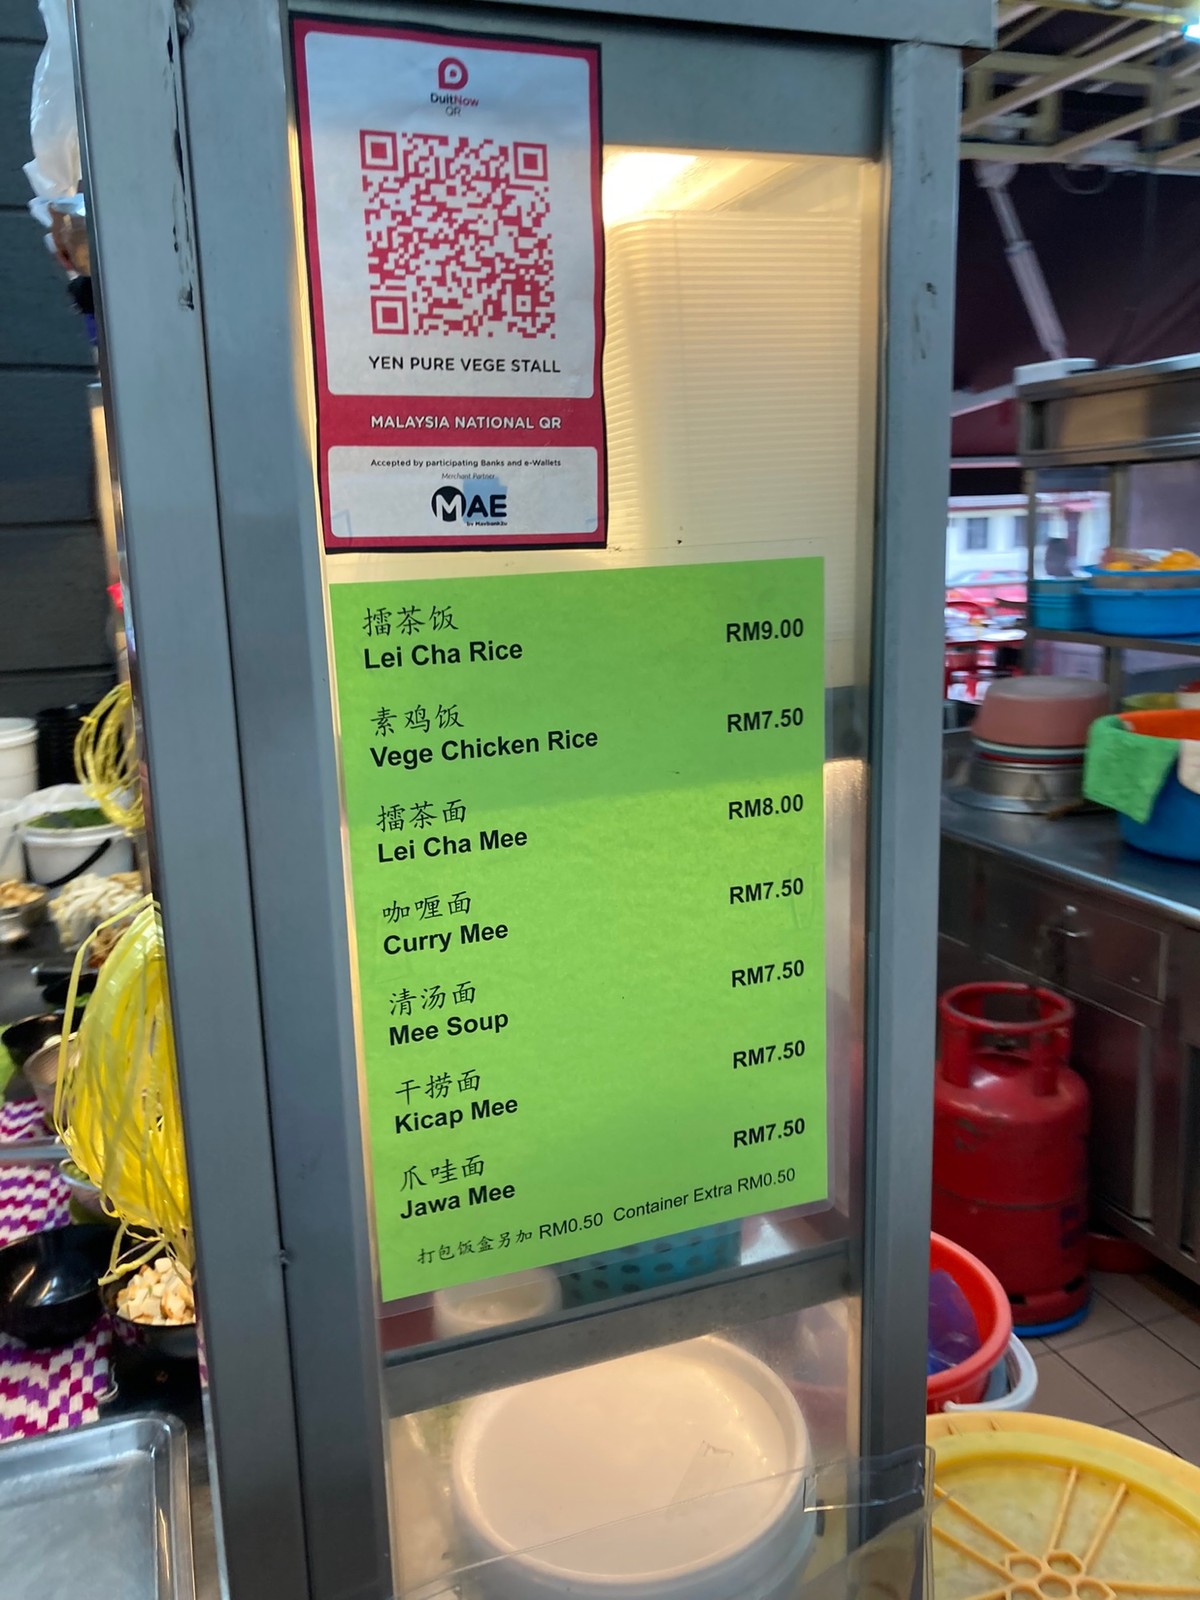 DuitNow
QR
YEN PURE VEGE STALL
MALAYSIA NATIONAL QR
Accepted by participating Banks and e-Wallets
Merchant Partner
MAE
by Maybank2u
擂茶饭
Lei Cha Rice RM9.00
素鸡饭
Vege Chicken Rice RM7.50
擂茶面
Lei Cha Mee RM8.00
咖喱面
Curry Mee RM7.50
清汤面
Mee Soup RM7.50
干捞面
Kicap Mee RM7.50
爪哇面
Jawa Mee RM7.50
打包饭盒另加 RM0.50 Container Extra RM0.50